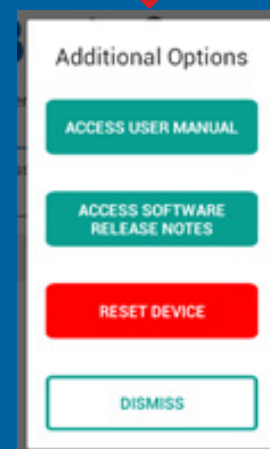 Additional Options
ACCESS USER MANUAL
ACCESS SOFTWARE
RELEASE NOTES
RESET DEVICE
DISMISS